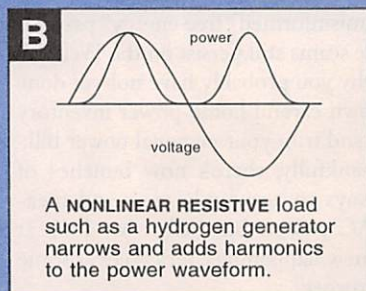 B
power
voltage
A NONLINEAR RESISTIVE load
such as a hydrogen generator
narrows and adds harmonics
to the power waveform.